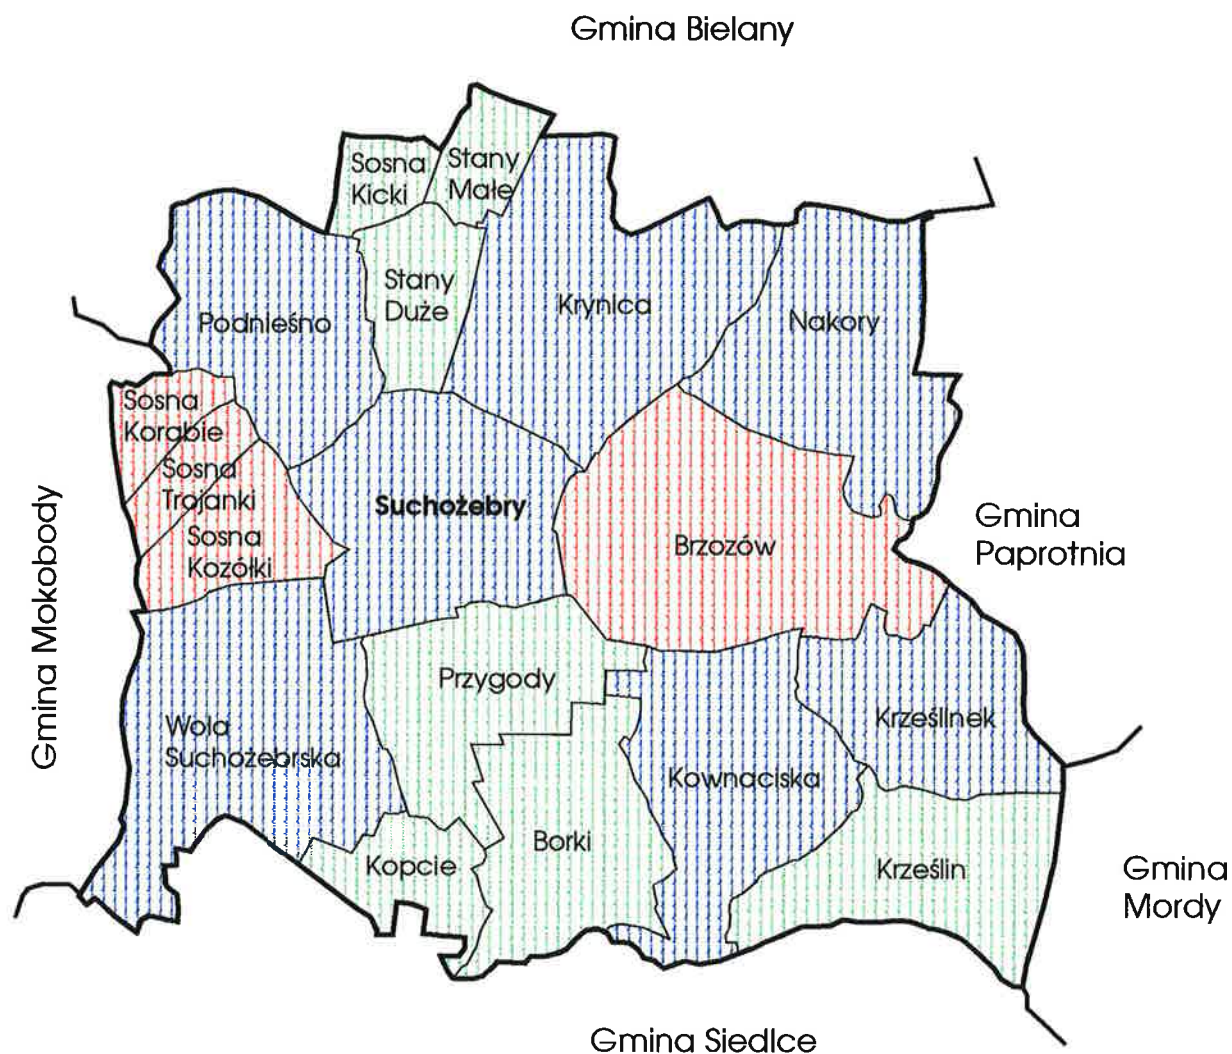 Gmina Bielany
Sosna
Kicki
Stany
Małe
Stany
Duże
Krynica
Podnieśno
Nakory
Sosna
Korabie
Sosna
Trojanki
Sosna
Kozółki
Suchożebry
Brzozów
Gmina
Paprotnia
Gmina Mokobody
Przygody
Krześlinek
Wola
Suchożebrska
Kownaciska
Borki
Kopcie
Krześlin
Gmina
Mordy
Gmina Siedlce